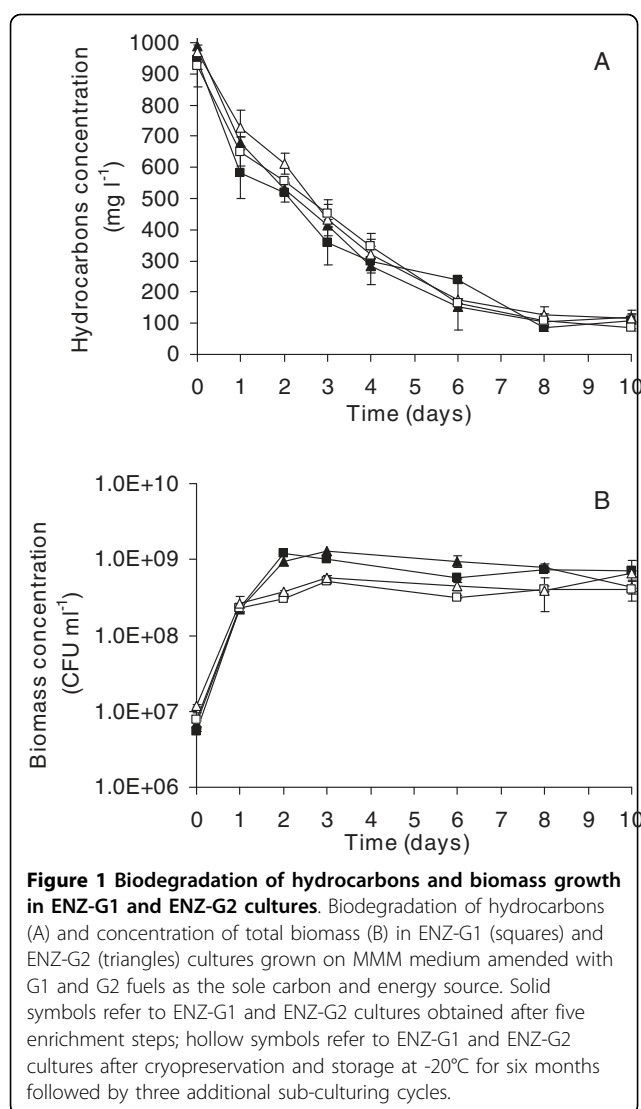 A
1000
900
800
700
600
500
400
300
200
100
0
Hydrocarbons concentration
(mg l⁻¹)
0 1 2 3 4 6 8 10
Time (days)
B
1.0E+10
1.0E+09
1.0E+08
1.0E+07
1.0E+06
Biomass concentration
(CFU ml⁻¹)
0 1 2 3 4 5 6 7 8 9 10
Time (days)
Figure 1 Biodegradation of hydrocarbons and biomass growth
in ENZ-G1 and ENZ-G2 cultures. Biodegradation of hydrocarbons
(A) and concentration of total biomass (B) in ENZ-G1 (squares) and
ENZ-G2 (triangles) cultures grown on MMM medium amended with
G1 and G2 fuels as the sole carbon and energy source. Solid
symbols refer to ENZ-G1 and ENZ-G2 cultures obtained after five
enrichment steps; hollow symbols refer to ENZ-G1 and ENZ-G2
cultures after cryopreservation and storage at -20°C for six months
followed by three additional sub-culturing cycles.